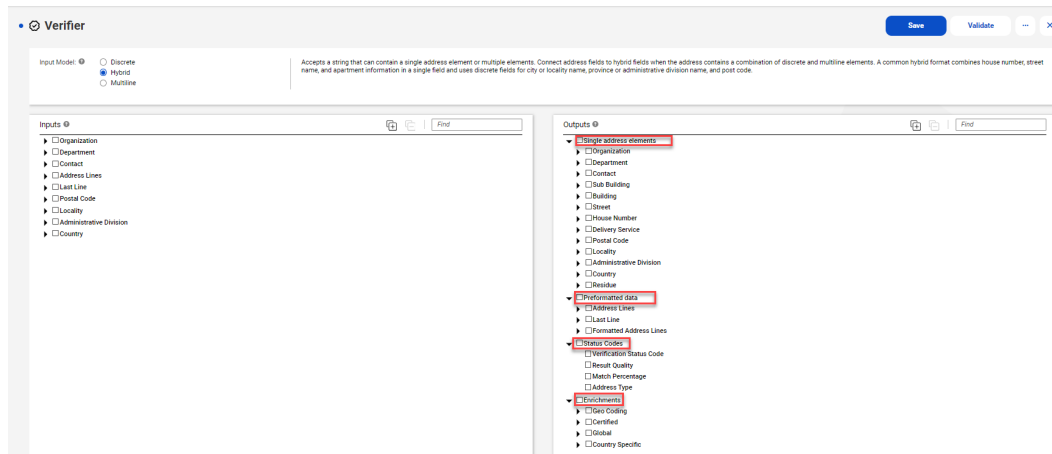 Verifier
Save
Validate
Input Model:
Discrete
Hybrid
Multiline
Accepts a string that can contain a single address element or multiple elements. Connect address fields to hybrid fields when the address contains a combination of discrete and multiline elements. A common hybrid format combines house number, street
name, and apartment information in a single field and uses discrete fields for city or locality name, province or administrative division name, and post code.
Inputs
Find
Organization
Department
Contact
Address Lines
Last Line
Postal Code
Locality
Administrative Division
Country
Outputs
Find
Single address elements
Organization
Department
Contact
Sub Building
Building
Street
House Number
Delivery Service
Postal Code
Locality
Administrative Division
Country
Residue
Preformatted data
Address Lines
Last Line
Formatted Address Lines
Status Codes
Verification Status Code
Result Quality
Match Percentage
Address Type
Enrichments
Geo Coding
Certified
Global
Country Specific